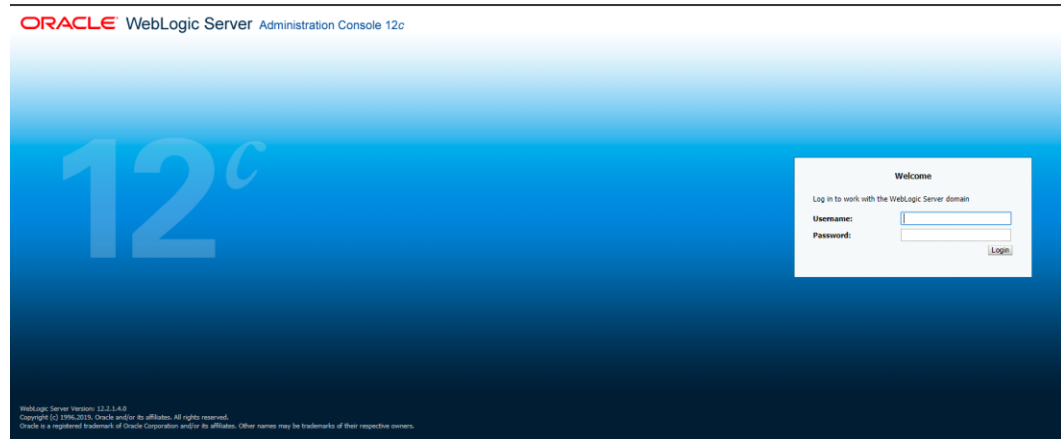 ORACLE WebLogic Server Administration Console 12c
12c
Welcome
Log in to work with the WebLogic Server domain
Username:
Password:
Login
WebLogic Server Version: 12.2.1.4.0
Copyright (c) 1996,2019, Oracle and/or its affiliates. All rights reserved.
Oracle is a registered trademark of Oracle Corporation and/or its affiliates. Other names may be trademarks of their respective owners.